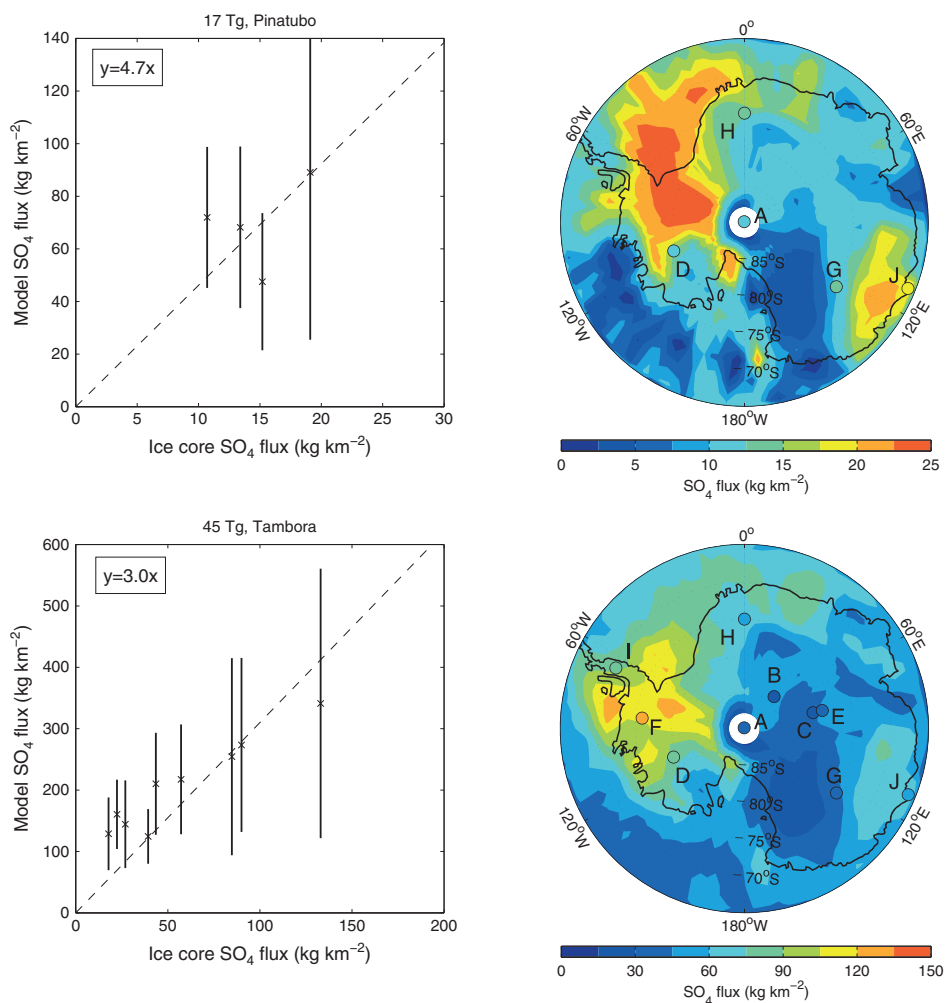 17 Tg, Pinatubo
y=4.7x
Model SO4 flux (kg km−2)
140
120
100
80
60
40
20
0
0 5 10 15 20 25 30
Ice core SO4 flux (kg km−2)
0°
60°W
60°E
120°W
120°E
180°W
H
A
D
G
J
85°S
80°S
75°S
70°S
0 5 10 15 20 25
SO4 flux (kg km−2)
45 Tg, Tambora
y=3.0x
Model SO4 flux (kg km−2)
600
500
400
300
200
100
0
0 50 100 150 200
Ice core SO4 flux (kg km−2)
0°
60°W
60°E
120°W
120°E
180°W
H
I
B
F
A
C
E
D
G
J
85°S
80°S
75°S
70°S
0 30 60 90 120 150
SO4 flux (kg km−2)